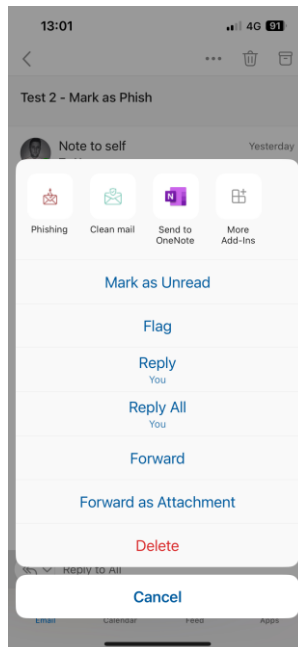 13:01
4G 91
Test 2 - Mark as Phish
Note to self
Yesterday
Phishing
Clean mail
Send to
OneNote
More
Add-Ins
Mark as Unread
Flag
Reply
You
Reply All
You
Forward
Forward as Attachment
Delete
Reply to All
Cancel
Email
Calendar
Feed
Apps